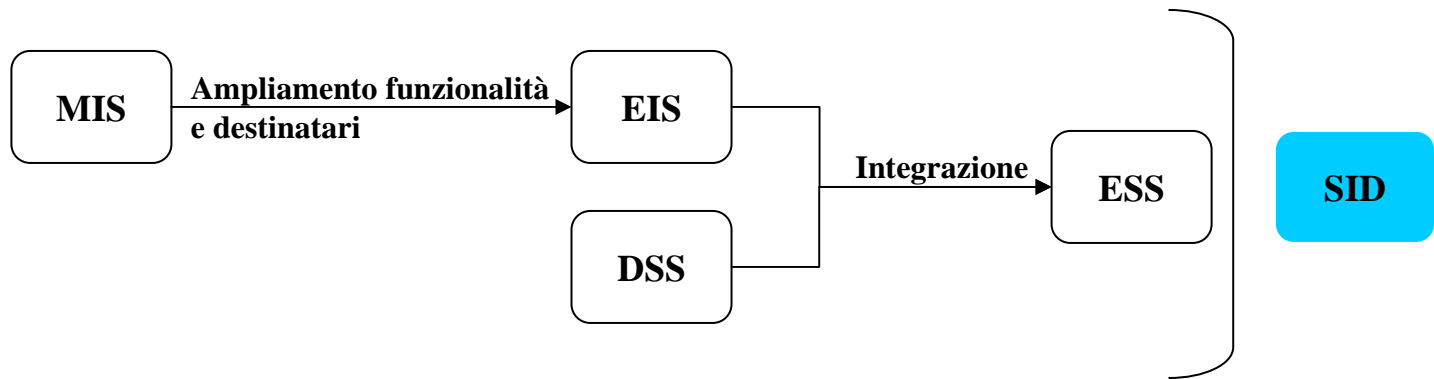 MIS
Ampliamento funzionalità
e destinatari
EIS
DSS
Integrazione
ESS
SID